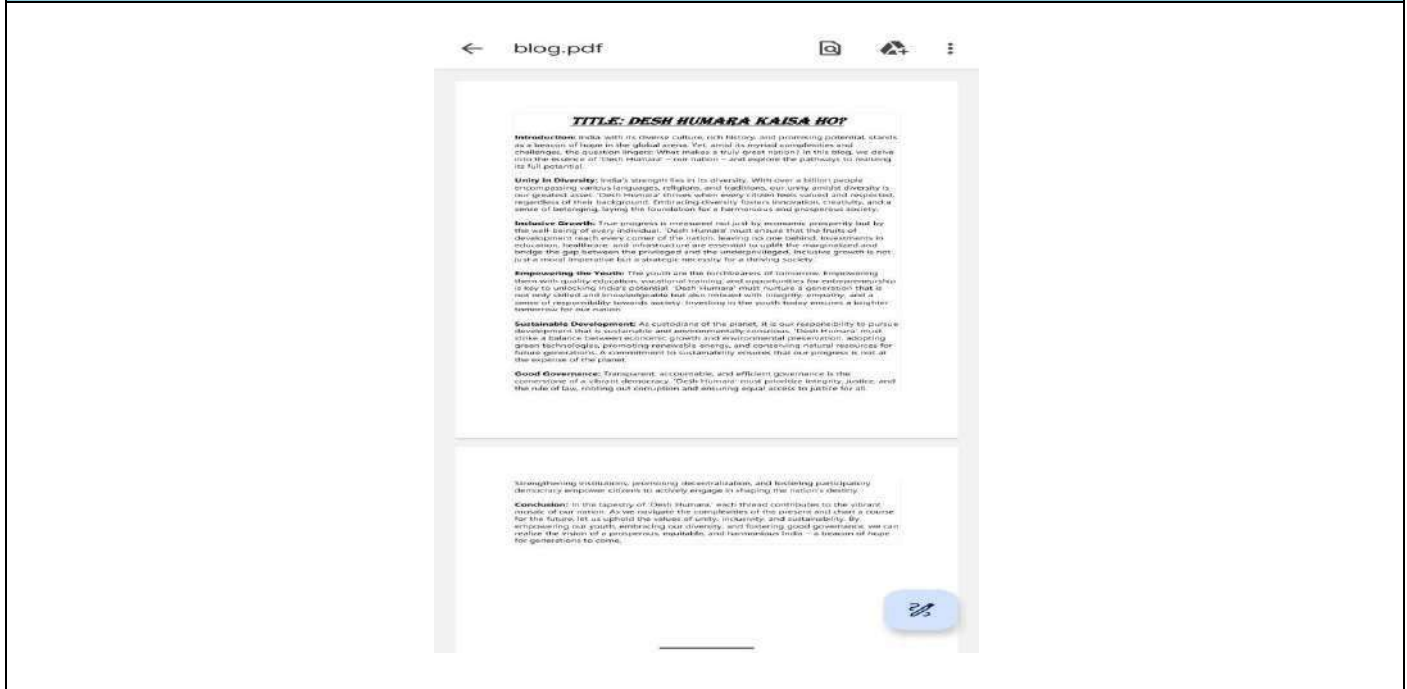 blog.pdf
TITLE: DESH HUMARA KAISA HO?
Introduction: India, with its diverse culture, rich history, and promising potential, stands
as a beacon of hope in the global arena. Yet, amid its myriad complexities and
challenges, the question lingers: What makes a truly great nation? In this blog, we delve
into the essence of 'Desh Humara' – our nation – and explore the pathways to realising
its full potential.
Unity in Diversity: India's strength lies in its diversity. With over a billion people
encompassing various languages, religions, and traditions, our unity amidst diversity is
our greatest asset. 'Desh Humara' thrives when every citizen feels valued and respected,
regardless of their background. Embracing diversity fosters innovation, creativity, and a
sense of belonging, laying the foundation for a harmonious and prosperous society.
Inclusive Growth: True progress is measured not just by economic prosperity but by
the well-being of every individual. 'Desh Humara' must ensure that the fruits of
development reach every corner of the nation, leaving no one behind. Investments in
education, healthcare, and infrastructure are essential to uplift the marginalized and
bridge the gap between the privileged and the underprivileged. Inclusive growth is not
just a moral imperative but a strategic necessity for a thriving society.
Empowering the Youth: The youth are the torchbearers of tomorrow. Empowering
them with quality education, vocational training, and opportunities for entrepreneurship
is key to unlocking India's potential. 'Desh Humara' must nurture a generation that is
not only skilled and knowledgeable but also imbued with integrity, empathy, and a
sense of responsibility towards society. Investing in the youth today ensures a brighter
tomorrow for our nation.
Sustainable Development: As custodians of the planet, it is our responsibility to pursue
development that is sustainable and environmentally conscious. 'Desh Humara' must
strike a balance between economic growth and environmental preservation, adopting
green technologies, promoting renewable energy, and conserving natural resources for
future generations. A commitment to sustainability ensures that our progress is not at
the expense of the planet.
Good Governance: Transparent, accountable, and efficient governance is the
cornerstone of a vibrant democracy. 'Desh Humara' must prioritize integrity, justice, and
the rule of law, rooting out corruption and ensuring equal access to justice for all.
Strengthening institutions, promoting decentralization, and fostering participatory
democracy empower citizens to actively engage in shaping the nation's destiny.
Conclusion: In the tapestry of 'Desh Humara,' each thread contributes to the vibrant
mosaic of our nation. As we navigate the complexities of the present and chart a course
for the future, let us uphold the values of unity, inclusivity, and sustainability. By
empowering our youth, embracing our diversity, and fostering good governance, we can
realize the vision of a prosperous, equitable, and harmonious India – a beacon of hope
for generations to come.